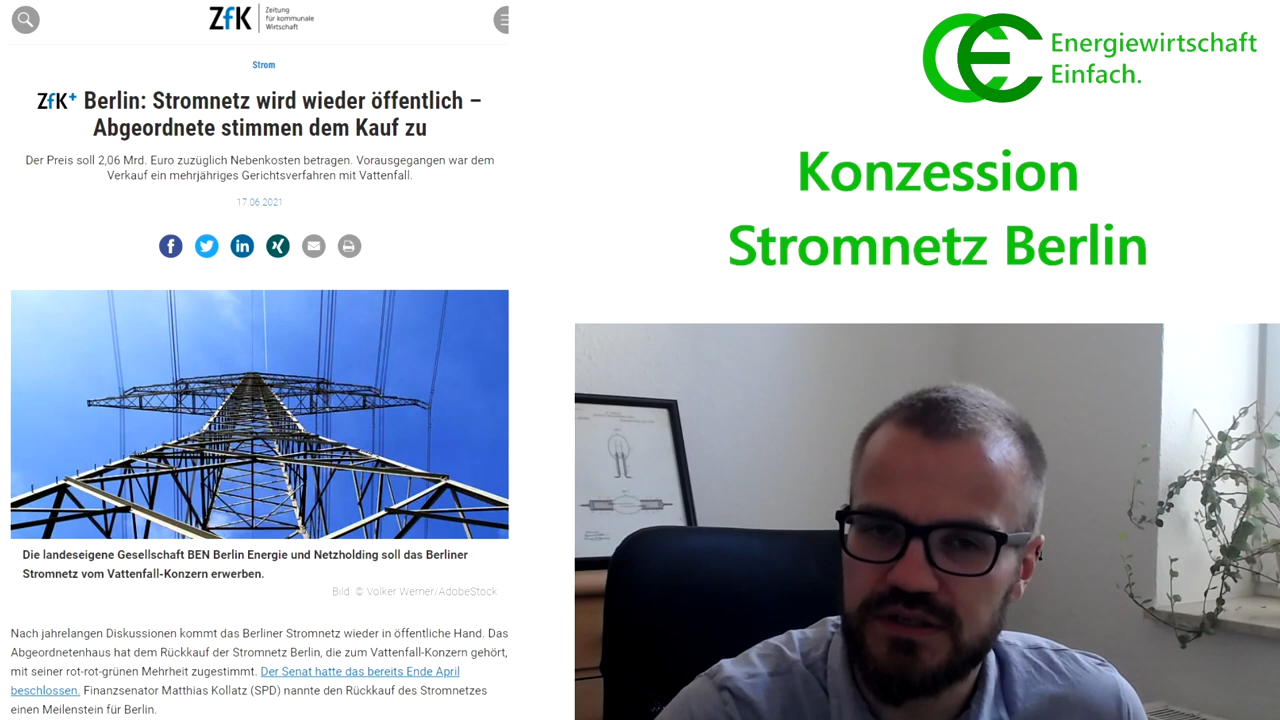 ZfK Zeitung
für kommunale
Wirtschaft
Strom
ZfK+ Berlin: Stromnetz wird wieder öffentlich –
Abgeordnete stimmen dem Kauf zu
Der Preis soll 2,06 Mrd. Euro zuzüglich Nebenkosten betragen. Vorausgegangen war dem
Verkauf ein mehrjähriges Gerichtsverfahren mit Vattenfall.
17.06.2021
Die landeseigene Gesellschaft BEN Berlin Energie und Netzholding soll das Berliner
Stromnetz vom Vattenfall-Konzern erwerben.
Bild: © Volker Werner/AdobeStock
Nach jahrelangen Diskussionen kommt das Berliner Stromnetz wieder in öffentliche Hand. Das
Abgeordnetenhaus hat dem Rückkauf der Stromnetz Berlin, die zum Vattenfall-Konzern gehört,
mit seiner rot-rot-grünen Mehrheit zugestimmt. Der Senat hatte das bereits Ende April
beschlossen. Finanzsenator Matthias Kollatz (SPD) nannte den Rückkauf des Stromnetzes
einen Meilenstein für Berlin.
Energiewirtschaft
Einfach.
Konzession
Stromnetz Berlin